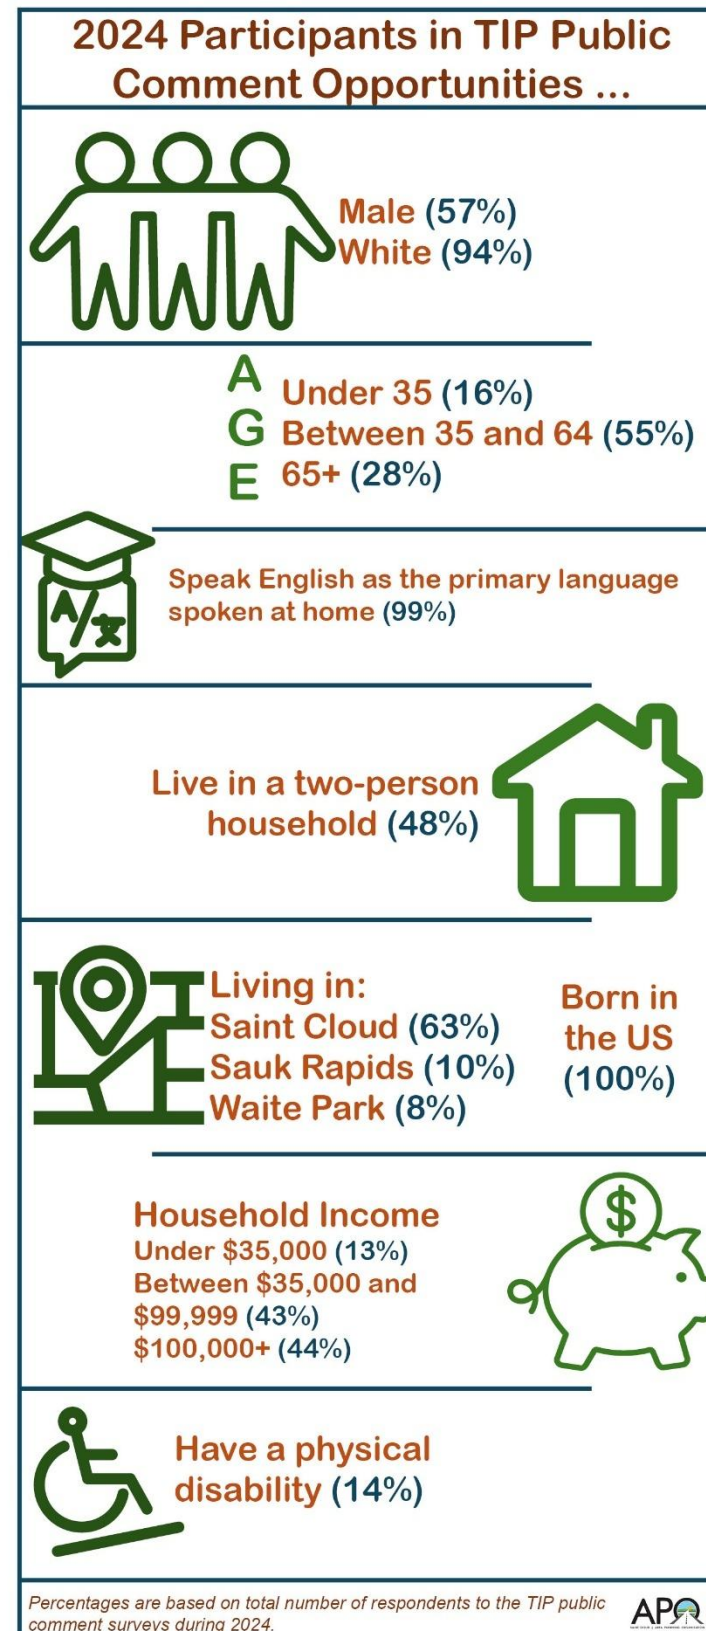 2024 Participants in TIP Public
Comment Opportunities ...
Male (57%)
White (94%)
A
G
E
Under 35 (16%)
Between 35 and 64 (55%)
65+ (28%)
A/文
Speak English as the primary language
spoken at home (99%)
Live in a two-person
household (48%)
Living in:
Saint Cloud (63%)
Sauk Rapids (10%)
Waite Park (8%)
Born in
the US
(100%)
Household Income
Under $35,000 (13%)
Between $35,000 and
$99,999 (43%)
$100,000+ (44%)
$
Have a physical
disability (14%)
Percentages are based on total number of respondents to the TIP public
comment surveys during 2024.
APO